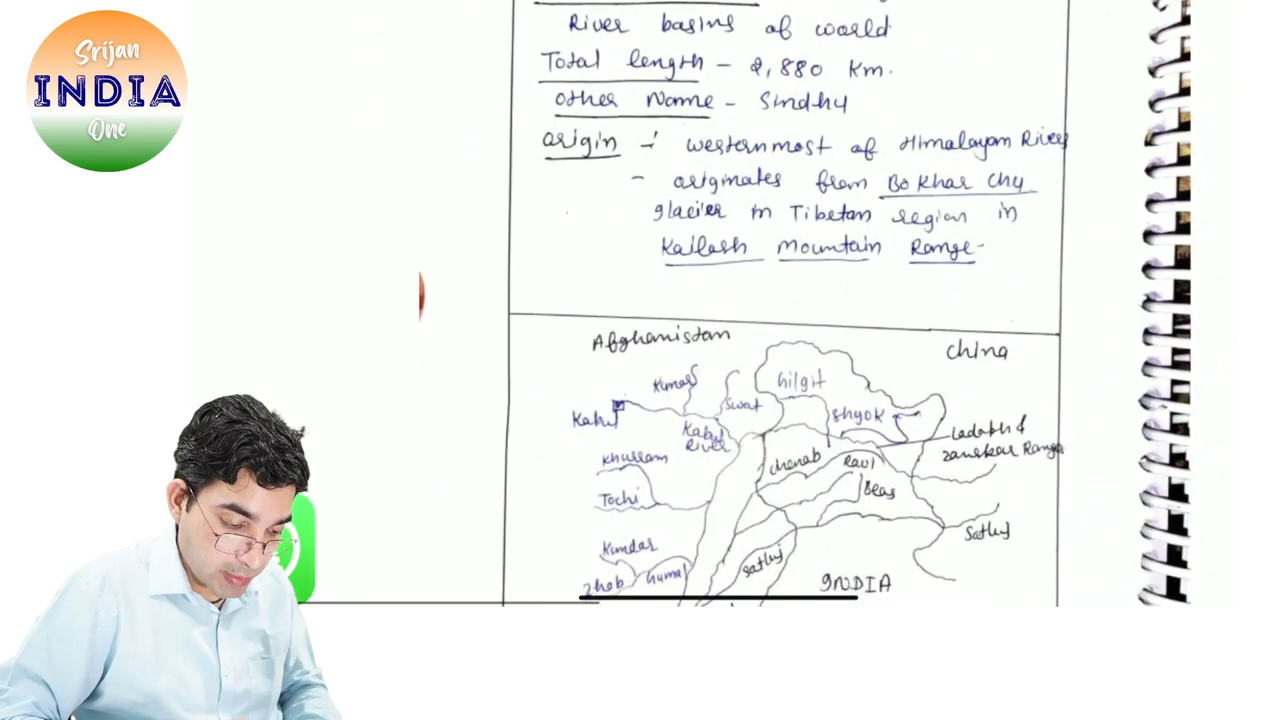 Srijan
INDIA
One
River basins of world
Total length - 2,880 Km.
Other Name - Sindhu
Origin -: westernmost of Himalayan Rivers
- originates from Bokhar Chu
glacier in Tibetan region in
Kailash Mountain Range-
Afghanistan
China
Kunar
Gilgit
Swat
Shyok
Kabul
Kabul
River
Ladakh &
Zanskar Range
Khurram
Chenab
Ravi
Beas
Tochi
Satluj
Kundar
Satluj
Zhob
Gumal
INDIA